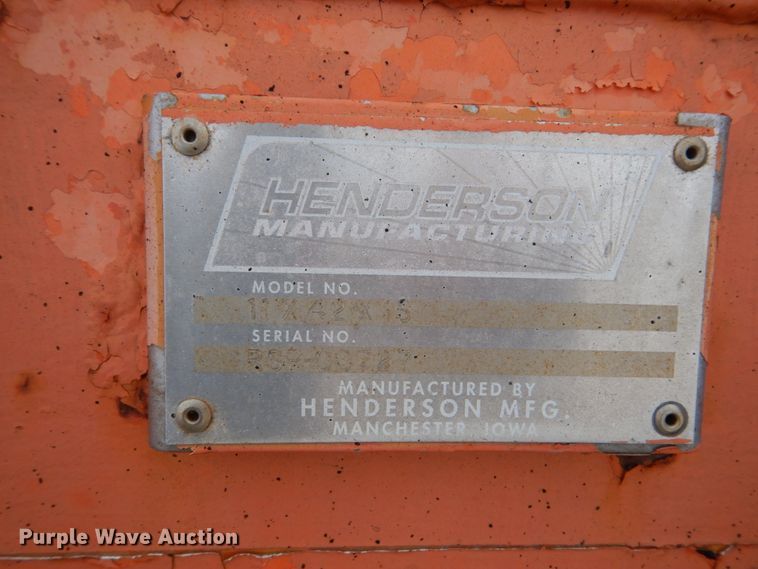 HENDERSON
MANUFACTURING
MODEL NO.
SERIAL NO.
MANUFACTURED BY
HENDERSON MFG.
MANCHESTER, IOWA
Purple Wave Auction